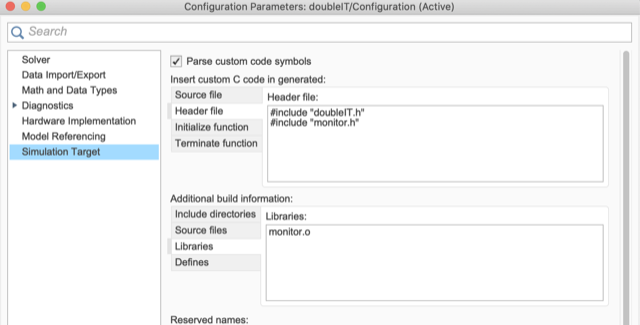 Configuration Parameters: doubleIT/Configuration (Active)
Search
Solver
Data Import/Export
Math and Data Types
Diagnostics
Hardware Implementation
Model Referencing
Simulation Target
Parse custom code symbols
Insert custom C code in generated:
Source file
Header file
Initialize function
Terminate function
Header file:
#include "doubleIT.h"
#include "monitor.h"
Additional build information:
Include directories
Source files
Libraries
Defines
Libraries:
monitor.o
Reserved names: